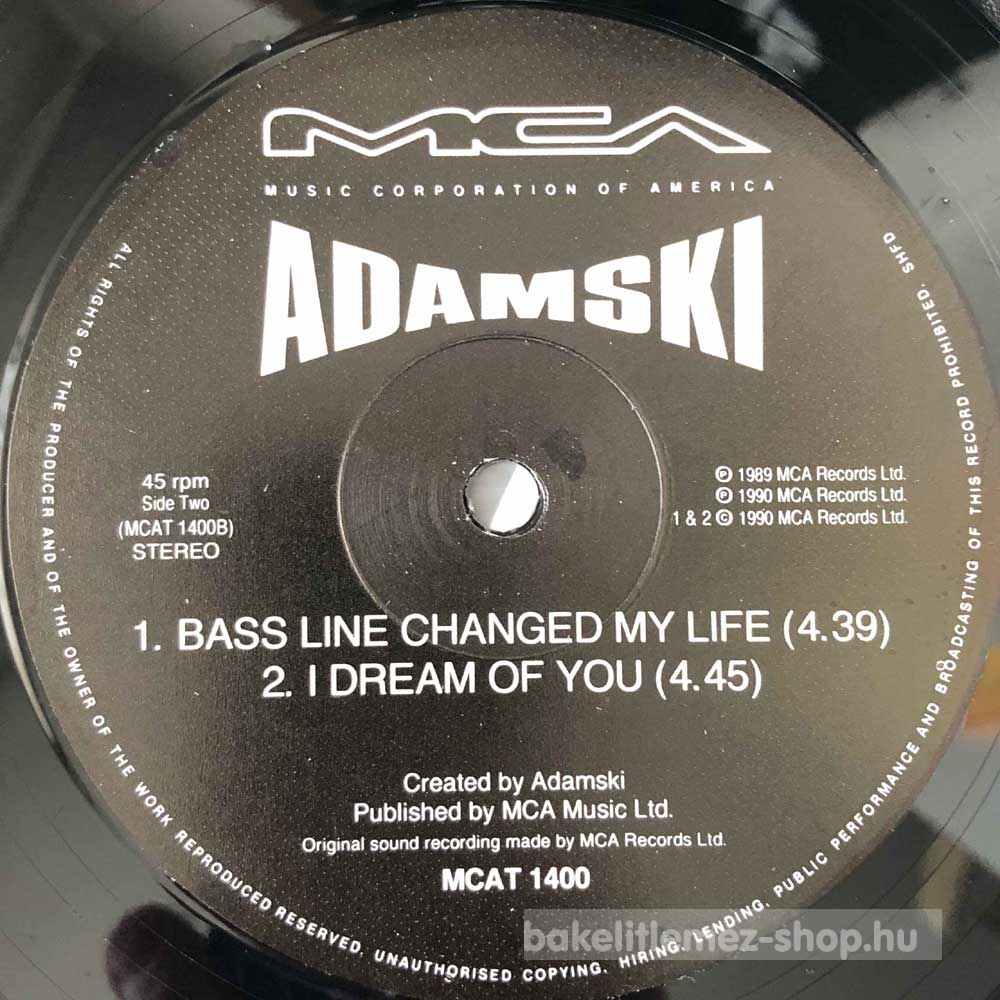 MCA
MUSIC CORPORATION OF AMERICA
ADAMSKI
45 rpm
Side Two
(MCAT 1400B)
STEREO
℗ 1989 MCA Records Ltd.
℗ 1990 MCA Records Ltd.
1 & 2 © 1990 MCA Records Ltd.
1. BASS LINE CHANGED MY LIFE (4.39)
2. I DREAM OF YOU (4.45)
Created by Adamski
Published by MCA Music Ltd.
Original sound recording made by MCA Records Ltd.
MCAT 1400
ALL RIGHTS OF THE PRODUCER AND OF THE OWNER OF THE WORK REPRODUCED RESERVED. UNAUTHORISED COPYING, HIRING, LENDING, PUBLIC PERFORMANCE AND BROADCASTING OF THIS RECORD PROHIBITED. SHFD
bakelitlemez-shop.hu